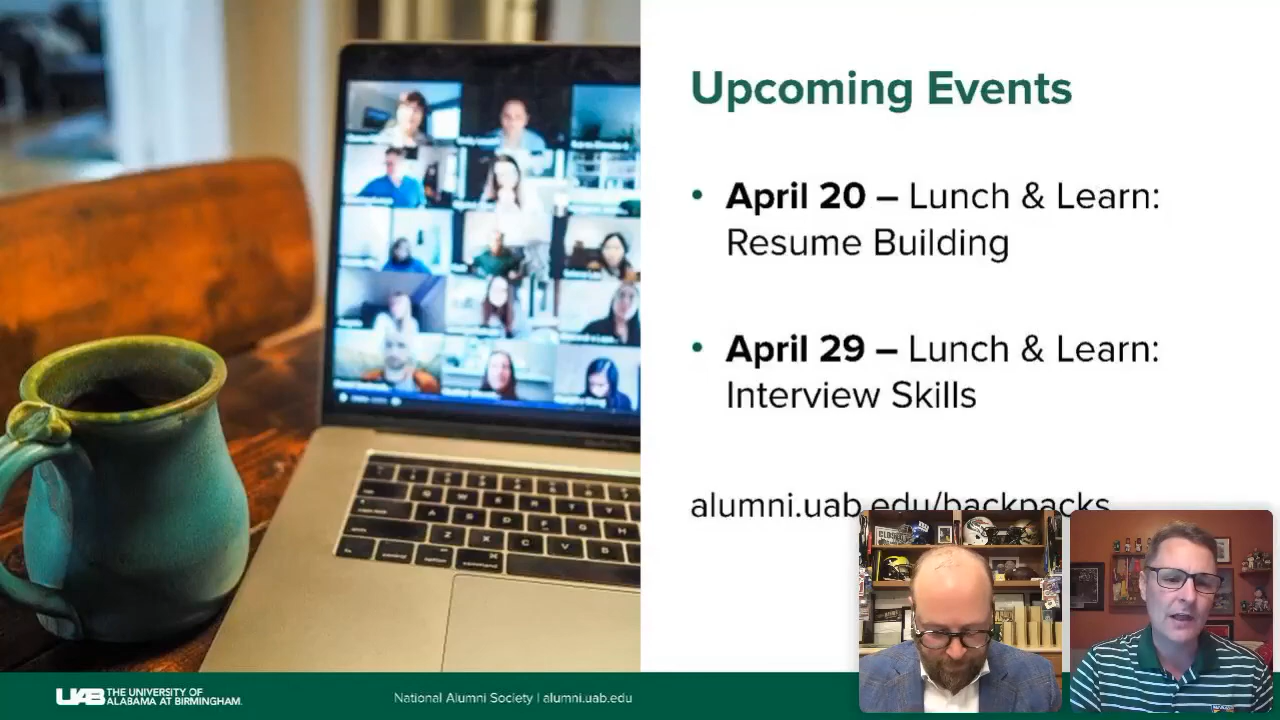 Upcoming Events
• April 20 – Lunch & Learn:
Resume Building
• April 29 – Lunch & Learn:
Interview Skills
alumni.uab.edu/backpacks
UAB THE UNIVERSITY OF
ALABAMA AT BIRMINGHAM.
National Alumni Society | alumni.uab.edu